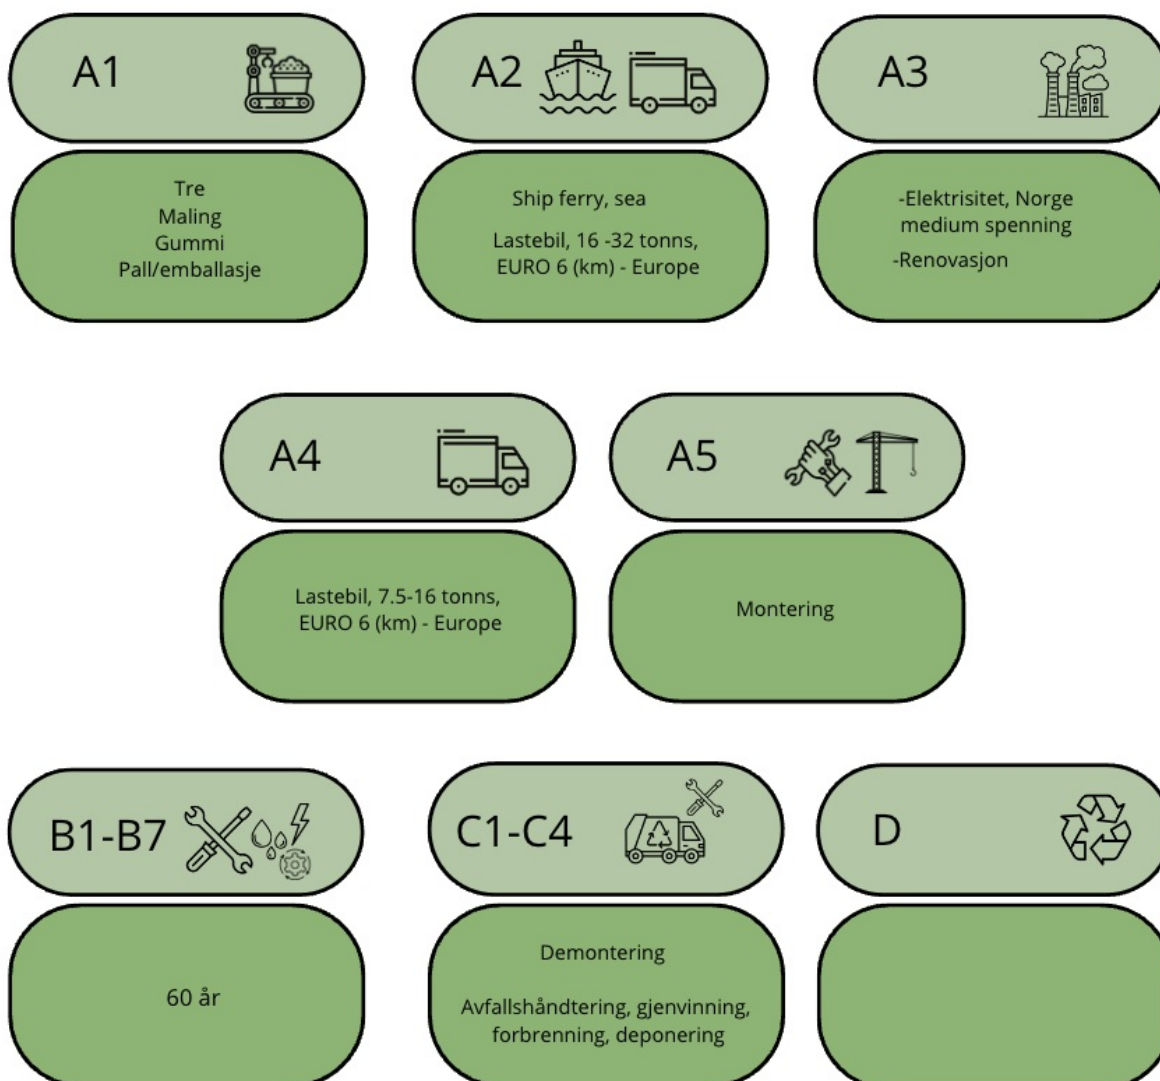 A1
Tre
Maling
Gummi
Pall/emballasje
A2
Ship ferry, sea
Lastebil, 16 -32 tonns,
EURO 6 (km) - Europe
A3
-Elektrisitet, Norge
medium spenning
-Renovasjon
A4
Lastebil, 7.5-16 tonns,
EURO 6 (km) - Europe
A5
Montering
B1-B7
60 år
C1-C4
Demontering
Avfallshåndtering, gjenvinning,
forbrenning, deponering
D